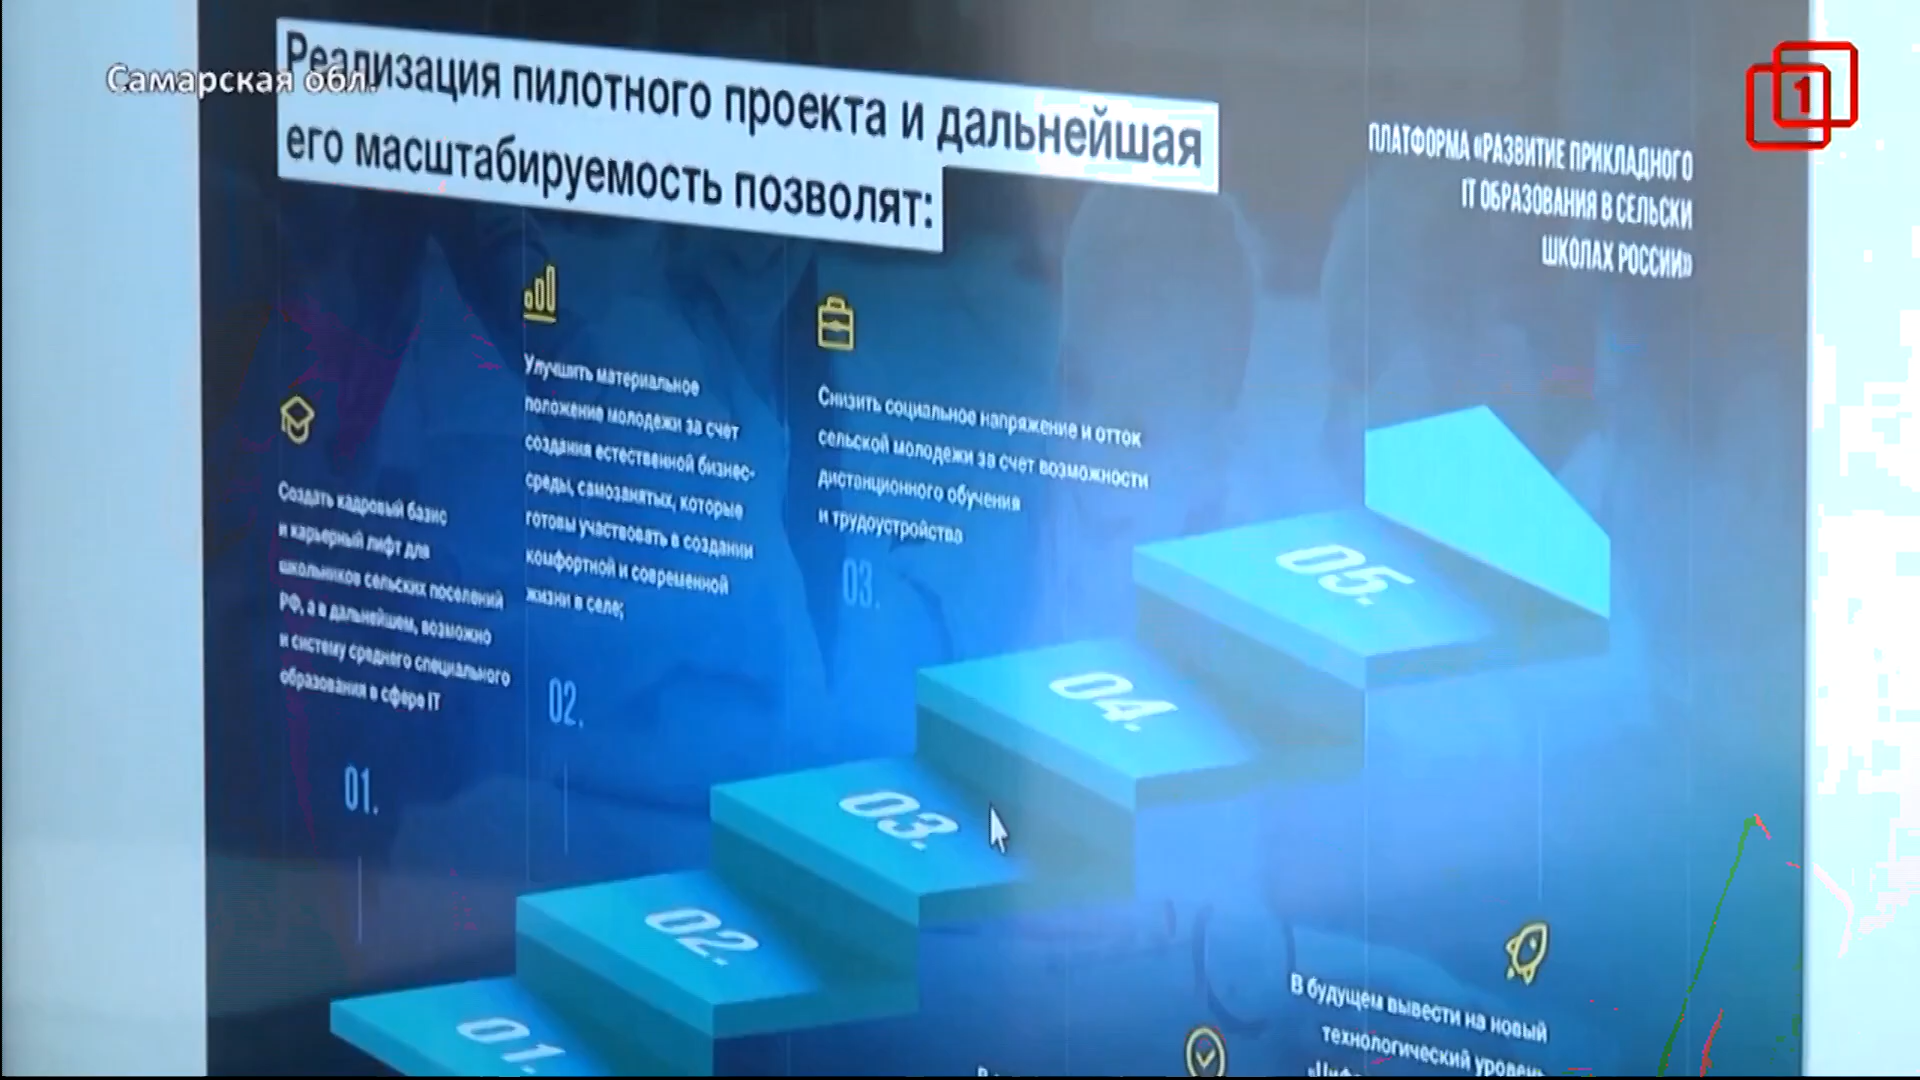 Самарская обл.
1
Реализация пилотного проекта и дальнейшая
его масштабируемость позволят:
ПЛАТФОРМА «РАЗВИТИЕ ПРИКЛАДНОГО
IT ОБРАЗОВАНИЯ В СЕЛЬСКИ
ШКОЛАХ РОССИИ»
Создать кадровый базис
и карьерный лифт для
школьников сельских поселений
РФ, а в дальнейшем, возможно
и систему среднего специального
образования в сфере IT
01.
Улучшить материальное
положение молодежи за счет
создания естественной бизнес-
среды, самозанятых, которые
готовы участвовать в создании
комфортной и современной
жизни в селе;
02.
Снизить социальное напряжение и отток
сельской молодежи за счет возможности
дистанционного обучения
и трудоустройства
03.
05.
04.
03.
02.
01.
В будущем вывести на новый
технологический уровень